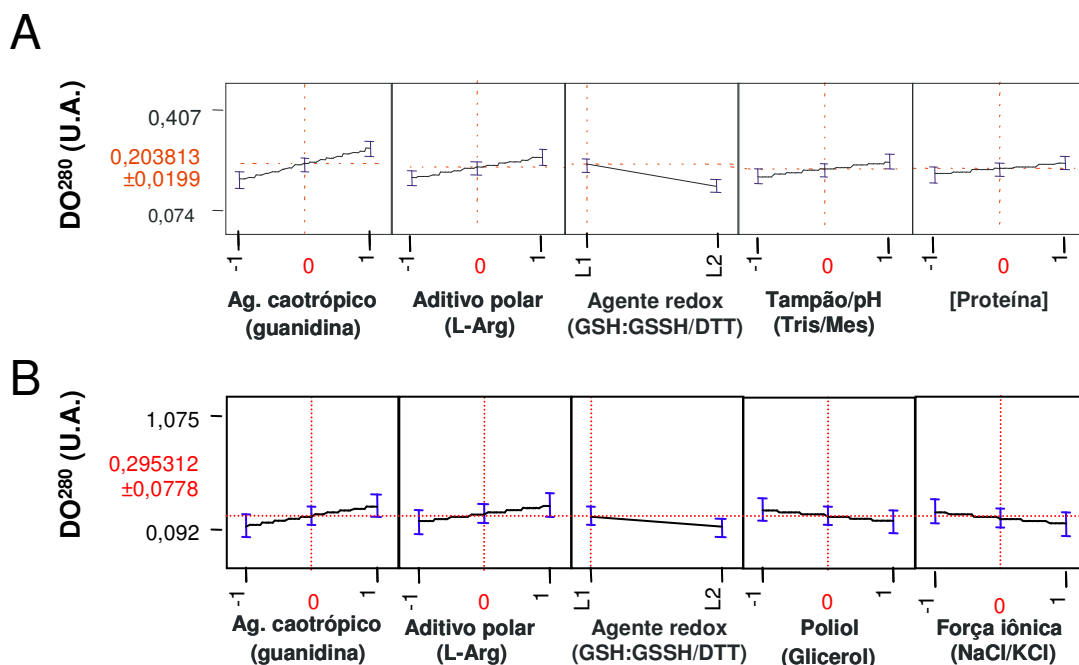 A
DO²⁸⁰ (U.A.)
0,407
0,203813
±0,0199
0,074
-1 0 1
-1 0 1
L1 L2
-1 0 1
-1 0 1
Ag. caotrópico
(guanidina)
Aditivo polar
(L-Arg)
Agente redox
(GSH:GSSH/DTT)
Tampão/pH
(Tris/Mes)
[Proteína]
B
DO²⁸⁰ (U.A.)
1,075
0,295312
±0,0778
0,092
-1 0 1
-1 0 1
L1 L2
-1 0 1
-1 0 1
Ag. caotrópico
(guanidina)
Aditivo polar
(L-Arg)
Agente redox
(GSH:GSSH/DTT)
Poliol
(Glicerol)
Força iônica
(NaCl/KCl)